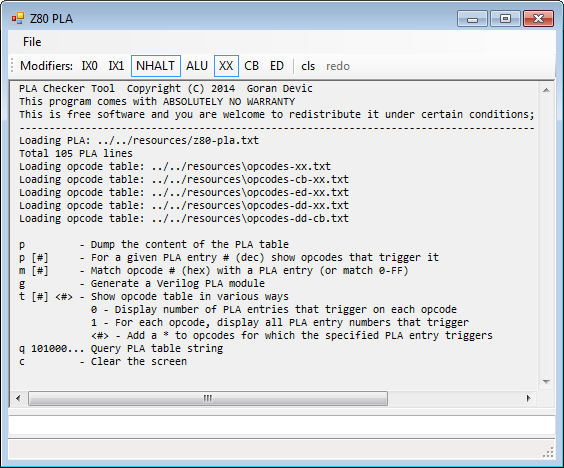 Z80 PLA
File
Modifiers: IX0 IX1 NHALT ALU XX CB ED cls redo
PLA Checker Tool  Copyright (C) 2014  Goran Devic
This program comes with ABSOLUTELY NO WARRANTY
This is free software and you are welcome to redistribute it under certain conditions;
--------------------------------------------------------------------------------------
Loading PLA: ../../resources/z80-pla.txt
Total 105 PLA lines
Loading opcode table: ../../resources\opcodes-xx.txt
Loading opcode table: ../../resources\opcodes-cb-xx.txt
Loading opcode table: ../../resources\opcodes-ed-xx.txt
Loading opcode table: ../../resources\opcodes-dd-xx.txt
Loading opcode table: ../../resources\opcodes-dd-cb.txt
p         - Dump the content of the PLA table
p [#]     - For a given PLA entry # (dec) show opcodes that trigger it
m [#]     - Match opcode # (hex) with a PLA entry (or match 0-FF)
g         - Generate a Verilog PLA module
t [#] <#> - Show opcode table in various ways
            0 - Display number of PLA entries that trigger on each opcode
            1 - For each opcode, display all PLA entry numbers that trigger
            <#> - Add a * to opcodes for which the specified PLA entry triggers
q 101000... Query PLA table string
c         - Clear the screen